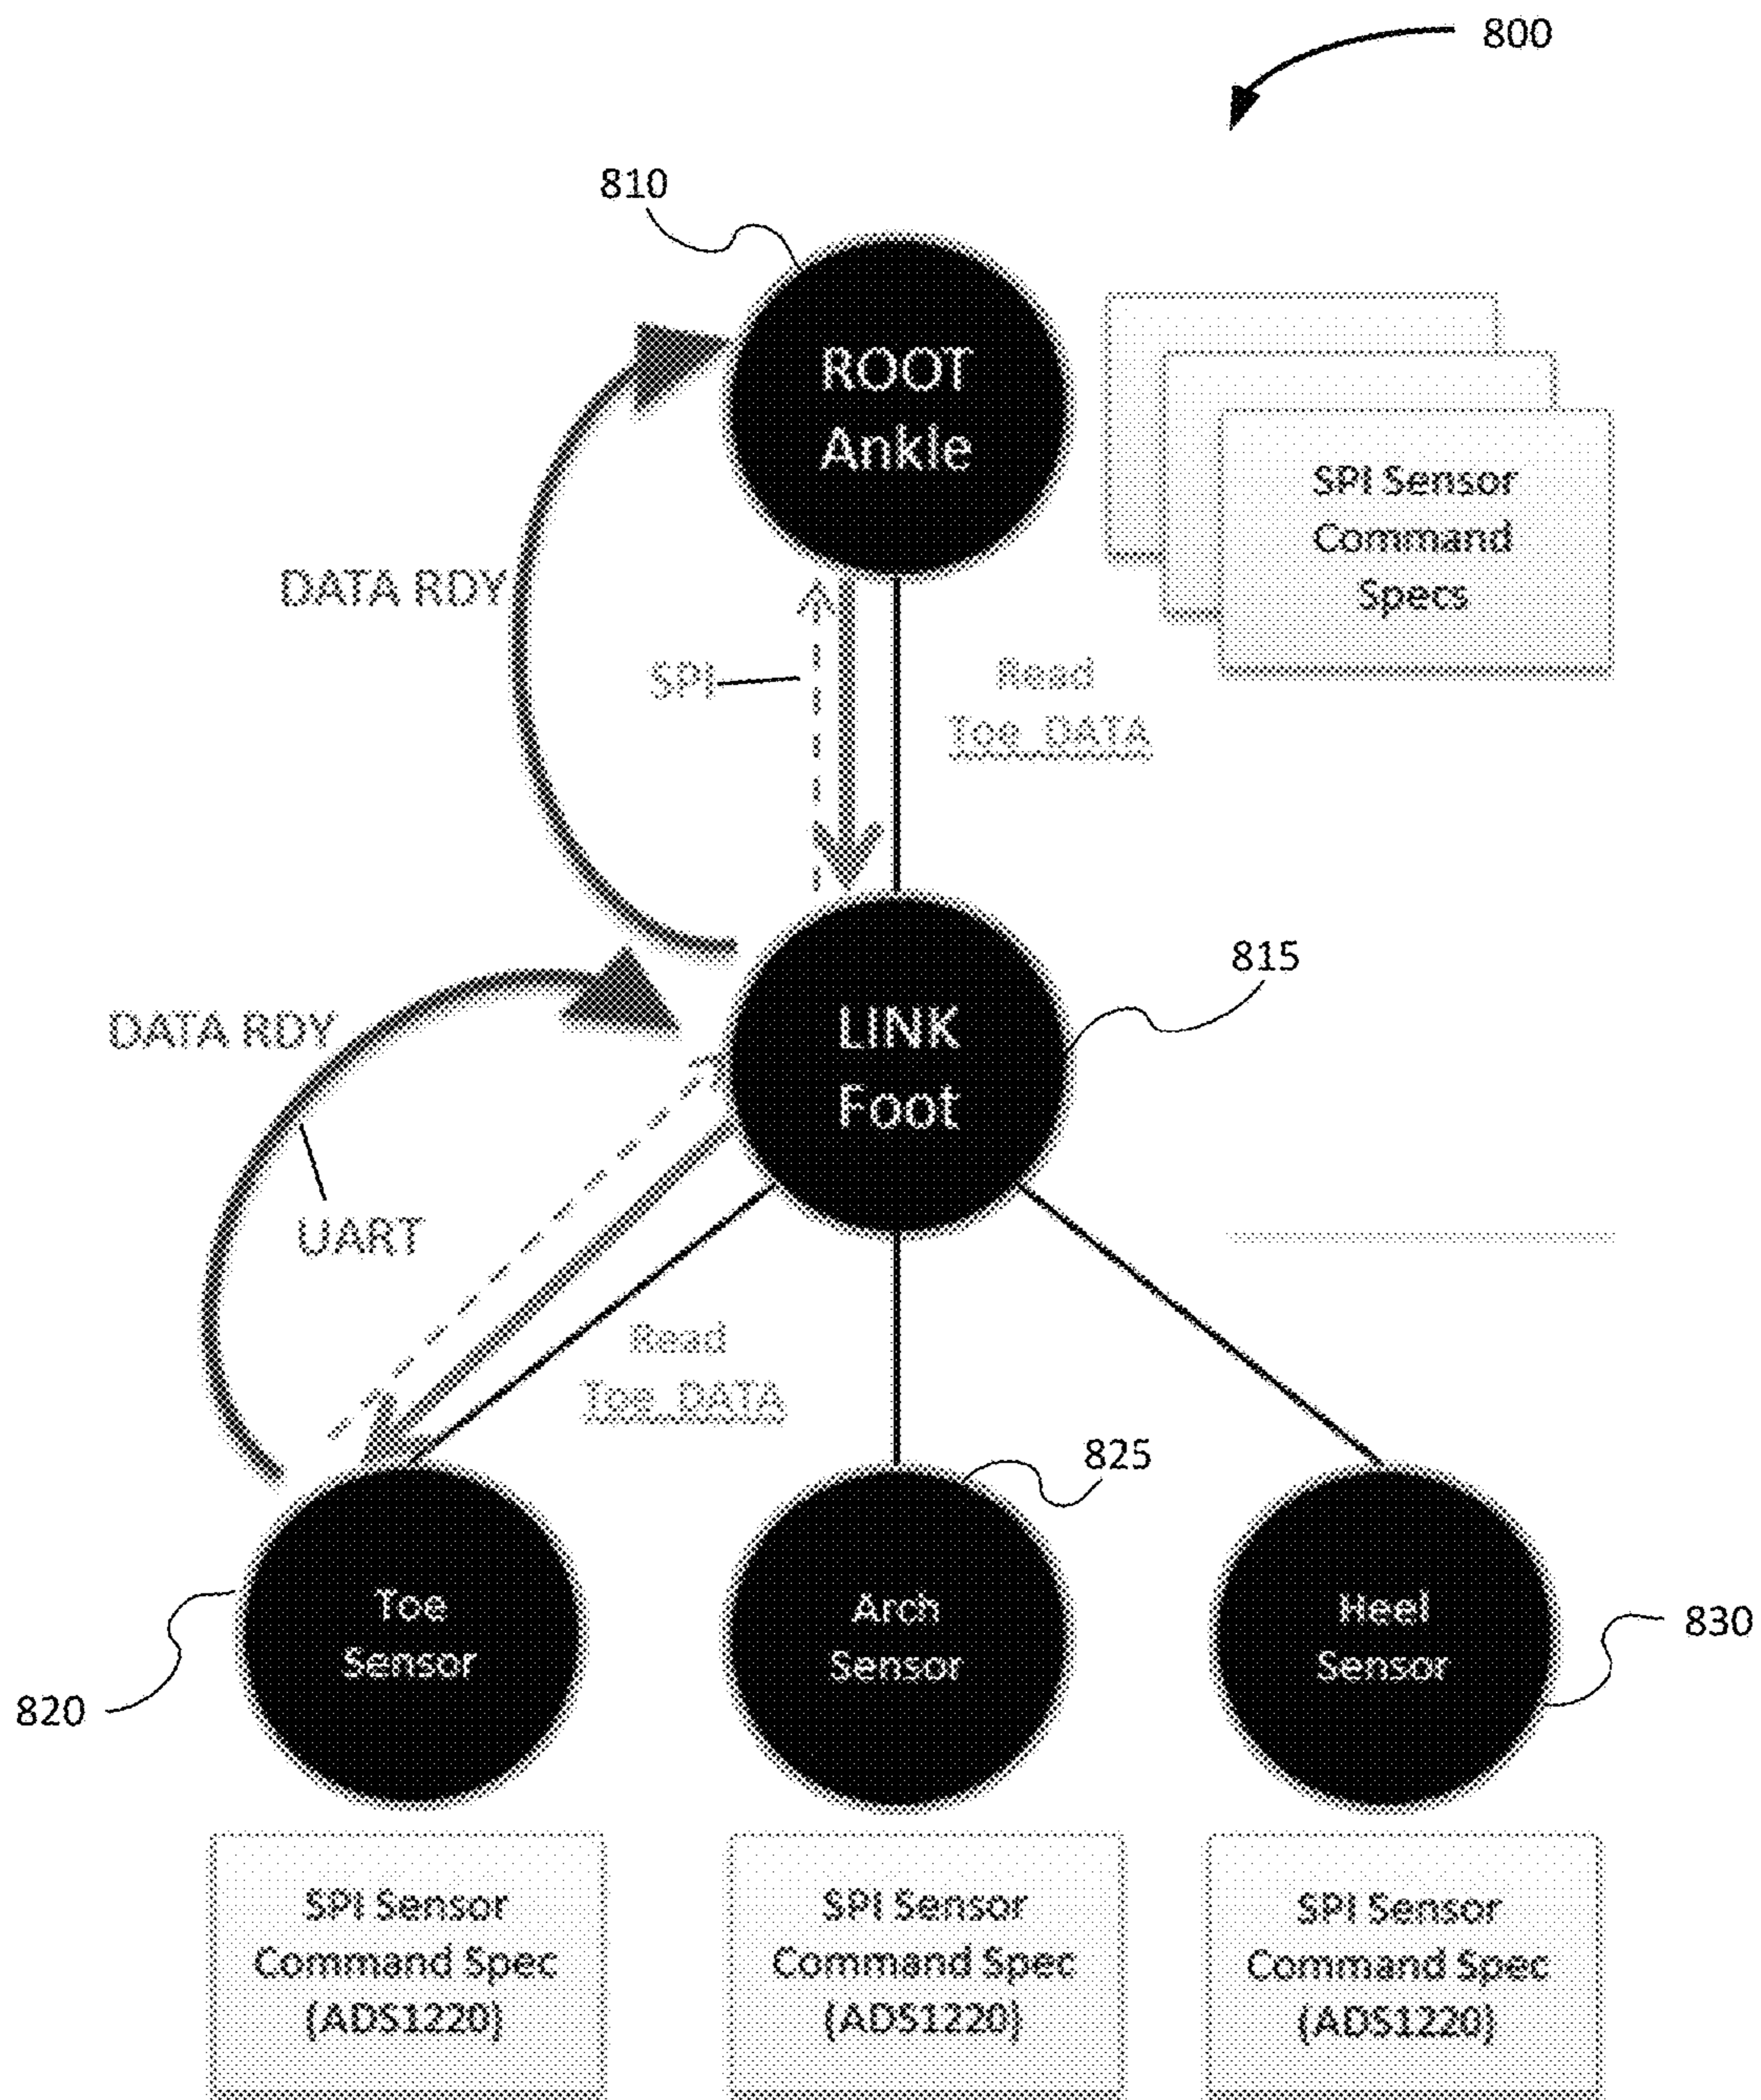 800
810
ROOT
Ankle
SPI Sensor
Command
Specs
DATA RDY
SPI
Read
Toe_DATA
815
LINK
Foot
DATA RDY
UART
Read
Toe_DATA
825
Toe
Sensor
Arch
Sensor
Heel
Sensor
830
820
SPI Sensor
Command Spec
(ADS1220)
SPI Sensor
Command Spec
(ADS1220)
SPI Sensor
Command Spec
(ADS1220)